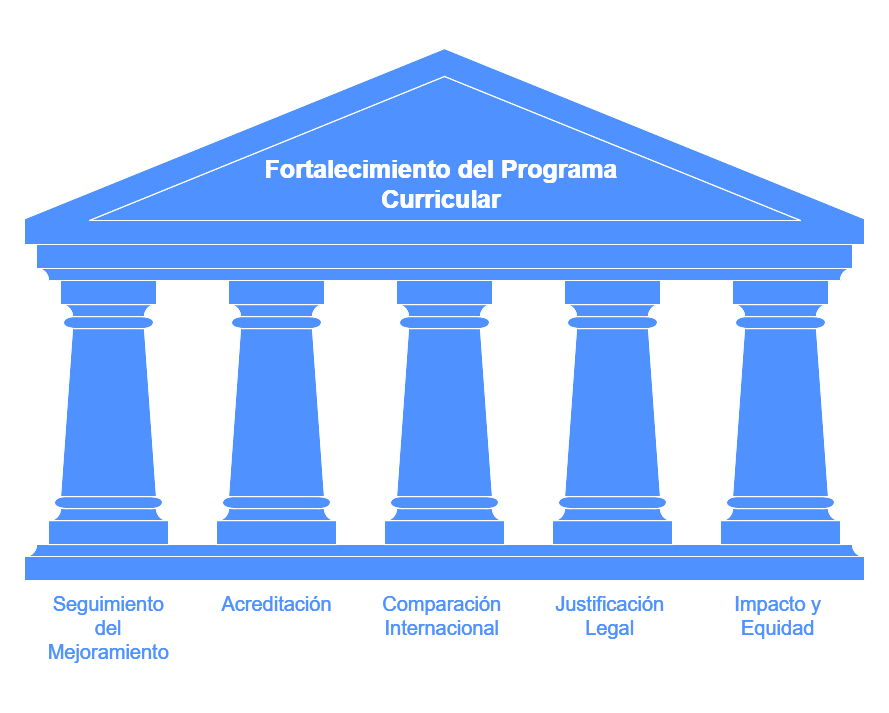 Fortalecimiento del Programa
Curricular
Seguimiento
del
Mejoramiento
Acreditación
Comparación
Internacional
Justificación
Legal
Impacto y
Equidad